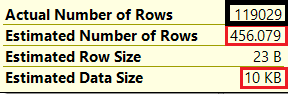 Actual Number of Rows 119029
Estimated Number of Rows 456.079
Estimated Row Size 23 B
Estimated Data Size 10 KB